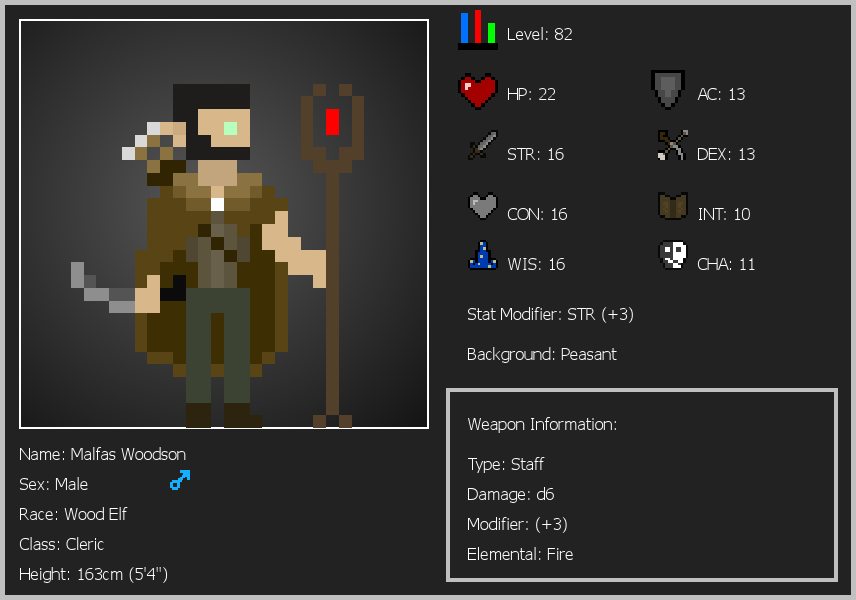 Level: 82
HP: 22
AC: 13
STR: 16
DEX: 13
CON: 16
INT: 10
WIS: 16
CHA: 11
Stat Modifier: STR (+3)
Background: Peasant
Weapon Information:
Type: Staff
Damage: d6
Modifier: (+3)
Elemental: Fire
Name: Malfas Woodson
Sex: Male
Race: Wood Elf
Class: Cleric
Height: 163cm (5'4")